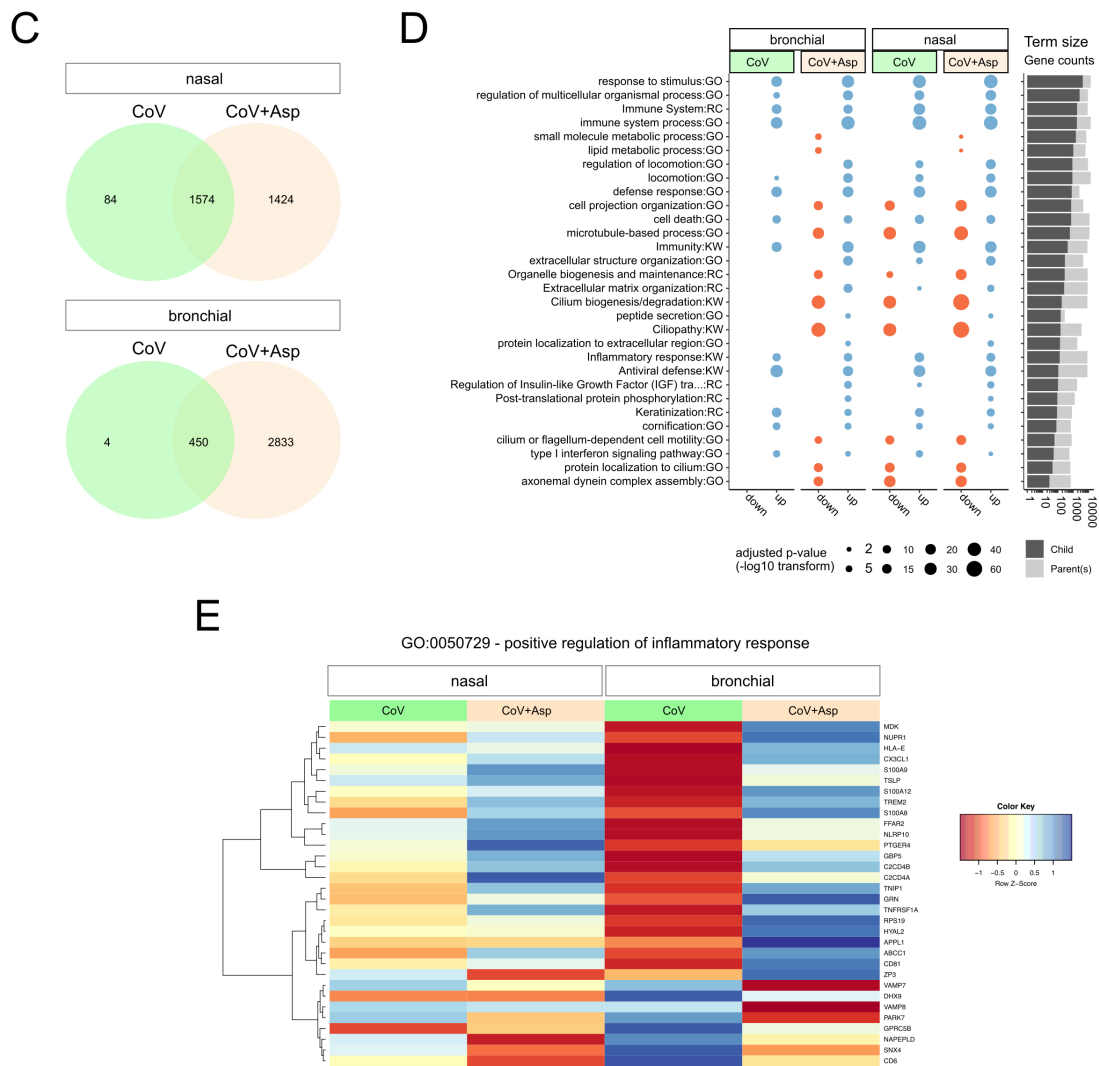 C
nasal
CoV
CoV+Asp
84
1574
1424
bronchial
CoV
CoV+Asp
4
450
2833
D
bronchial
nasal
CoV
CoV+Asp
CoV
CoV+Asp
Term size
Gene counts
response to stimulus:GO
regulation of multicellular organismal process:GO
Immune System:RC
immune system process:GO
small molecule metabolic process:GO
lipid metabolic process:GO
regulation of locomotion:GO
locomotion:GO
defense response:GO
cell projection organization:GO
cell death:GO
microtubule-based process:GO
Immunity:KW
extracellular structure organization:GO
Organelle biogenesis and maintenance:RC
Extracellular matrix organization:RC
Cilium biogenesis/degradation:KW
peptide secretion:GO
Ciliopathy:KW
protein localization to extracellular region:GO
Inflammatory response:KW
Antiviral defense:KW
Regulation of Insulin-like Growth Factor (IGF) tra...:RC
Post-translational protein phosphorylation:RC
Keratinization:RC
cornification:GO
cilium or flagellum-dependent cell motility:GO
type I interferon signaling pathway:GO
protein localization to cilium:GO
axonemal dynein complex assembly:GO
down
up
down
up
down
up
down
up
1
10
100
1000
10000
adjusted p-value
(-log10 transform)
2
10
20
40
5
15
30
60
Child
Parent(s)
E
GO:0050729 - positive regulation of inflammatory response
nasal
bronchial
CoV
CoV+Asp
CoV
CoV+Asp
MDK
NUPR1
HLA-E
CX3CL1
S100A9
TSLP
S100A12
TREM2
S100A8
FFAR2
NLRP10
PTGER4
GBP5
C2CD4B
C2CD4A
TNIP1
GRN
TNFRSF1A
RPS19
HYAL2
APPL1
ABCC1
CD81
ZP3
VAMP7
DHX9
VAMP8
PARK7
GPRC5B
NAPEPLD
SNX4
CD6
Color Key
−1
−0.5
0
0.5
1
Row Z−Score